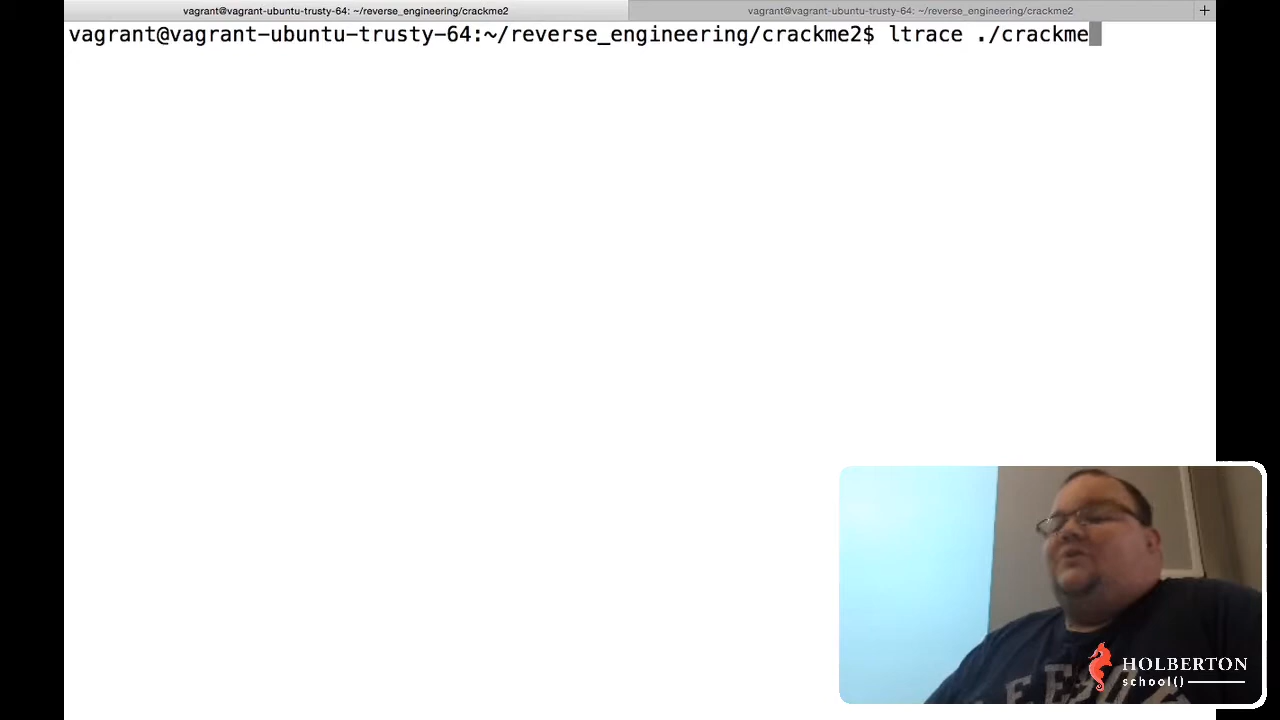 vagrant@vagrant-ubuntu-trusty-64: ~/reverse_engineering/crackme2
vagrant@vagrant-ubuntu-trusty-64: ~/reverse_engineering/crackme2
+
vagrant@vagrant-ubuntu-trusty-64:~/reverse_engineering/crackme2$ ltrace ./crackme
HOLBERTON
school()